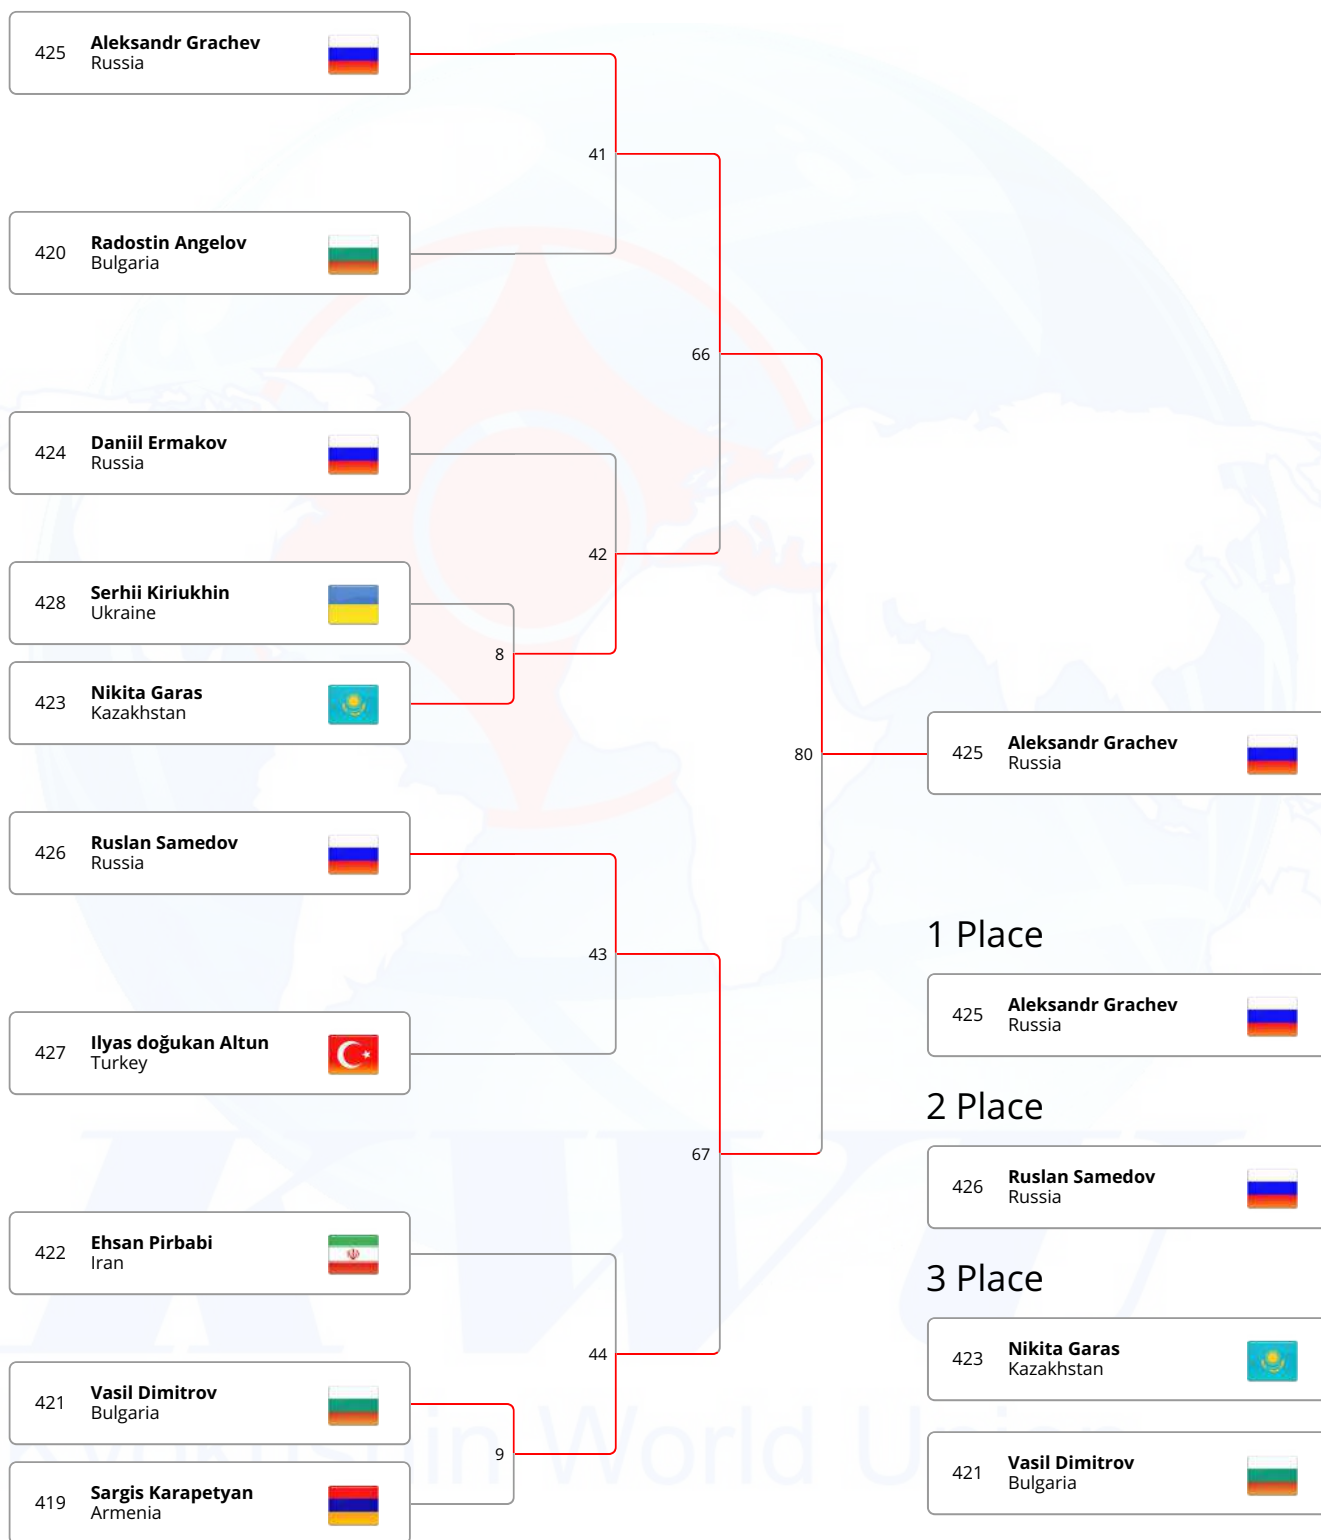 425
Aleksandr Grachev
Russia
41
420
Radostin Angelov
Bulgaria
66
424
Daniil Ermakov
Russia
42
428
Serhii Kiriukhin
Ukraine
8
423
Nikita Garas
Kazakhstan
80
425
Aleksandr Grachev
Russia
426
Ruslan Samedov
Russia
43
427
Ilyas doğukan Altun
Turkey
67
422
Ehsan Pirbabi
Iran
44
421
Vasil Dimitrov
Bulgaria
9
419
Sargis Karapetyan
Armenia
1 Place
425
Aleksandr Grachev
Russia
2 Place
426
Ruslan Samedov
Russia
3 Place
423
Nikita Garas
Kazakhstan
421
Vasil Dimitrov
Bulgaria
KWU
World